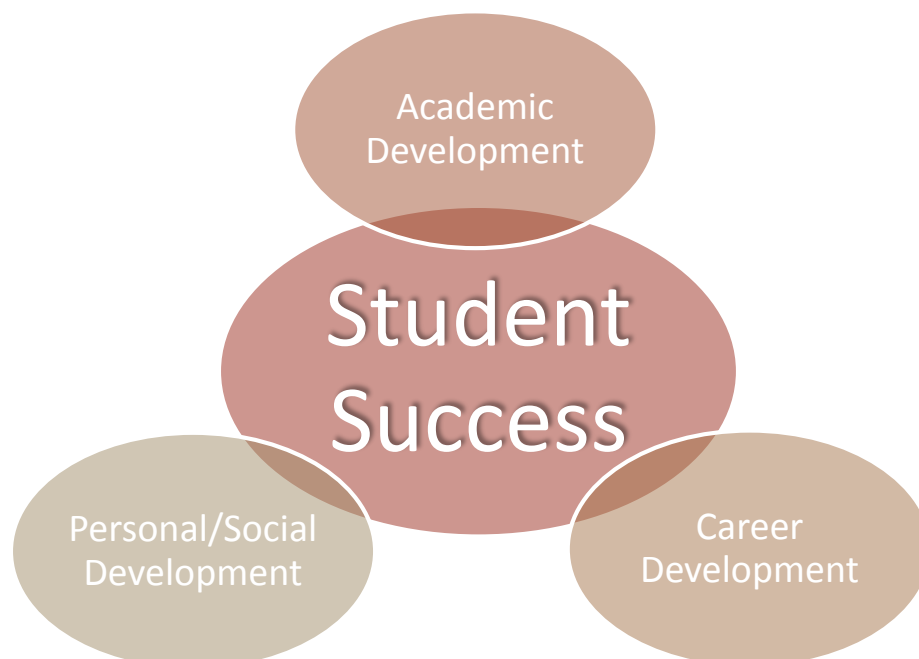 Academic
Development
Student
Success
Personal/Social
Development
Career
Development